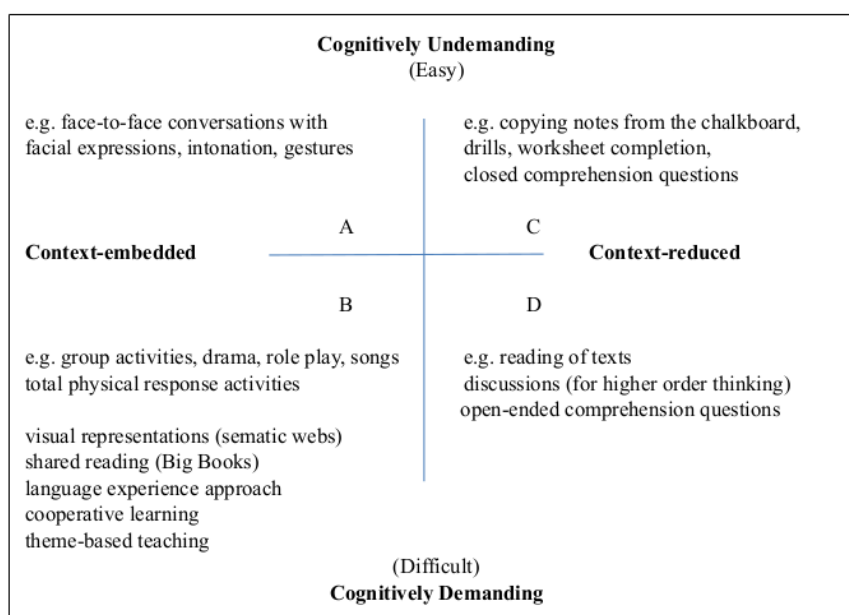 Cognitively Undemanding
(Easy)
e.g. face-to-face conversations with
facial expressions, intonation, gestures
e.g. copying notes from the chalkboard,
drills, worksheet completion,
closed comprehension questions
A
C
Context-embedded
Context-reduced
B
D
e.g. group activities, drama, role play, songs
total physical response activities
visual representations (sematic webs)
shared reading (Big Books)
language experience approach
cooperative learning
theme-based teaching
e.g. reading of texts
discussions (for higher order thinking)
open-ended comprehension questions
(Difficult)
Cognitively Demanding